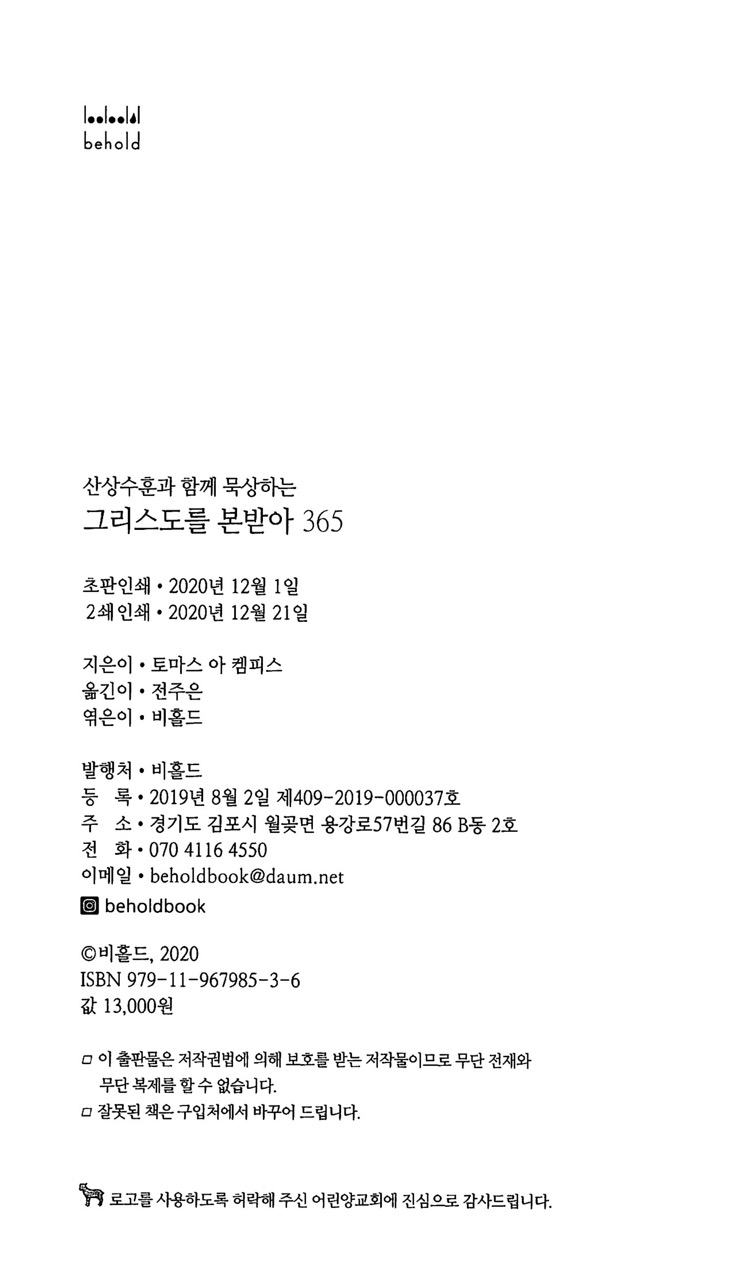 behold
산상수훈과 함께 묵상하는
그리스도를 본받아 365
초판인쇄 • 2020년 12월 1일
2쇄인쇄 • 2020년 12월 21일
지은이 • 토마스 아 켐피스
옮긴이 • 전주은
엮은이 • 비홀드
발행처 • 비홀드
등 록 • 2019년 8월 2일 제409-2019-000037호
주 소 • 경기도 김포시 월곶면 용강로57번길 86 B동 2호
전 화 • 070 4116 4550
이메일 • beholdbook@daum.net
beholdbook
©비홀드, 2020
ISBN 979-11-967985-3-6
값 13,000원
□ 이 출판물은 저작권법에 의해 보호를 받는 저작물이므로 무단 전재와
무단 복제를 할 수 없습니다.
□ 잘못된 책은 구입처에서 바꾸어 드립니다.
로고를 사용하도록 허락해 주신 어린양교회에 진심으로 감사드립니다.